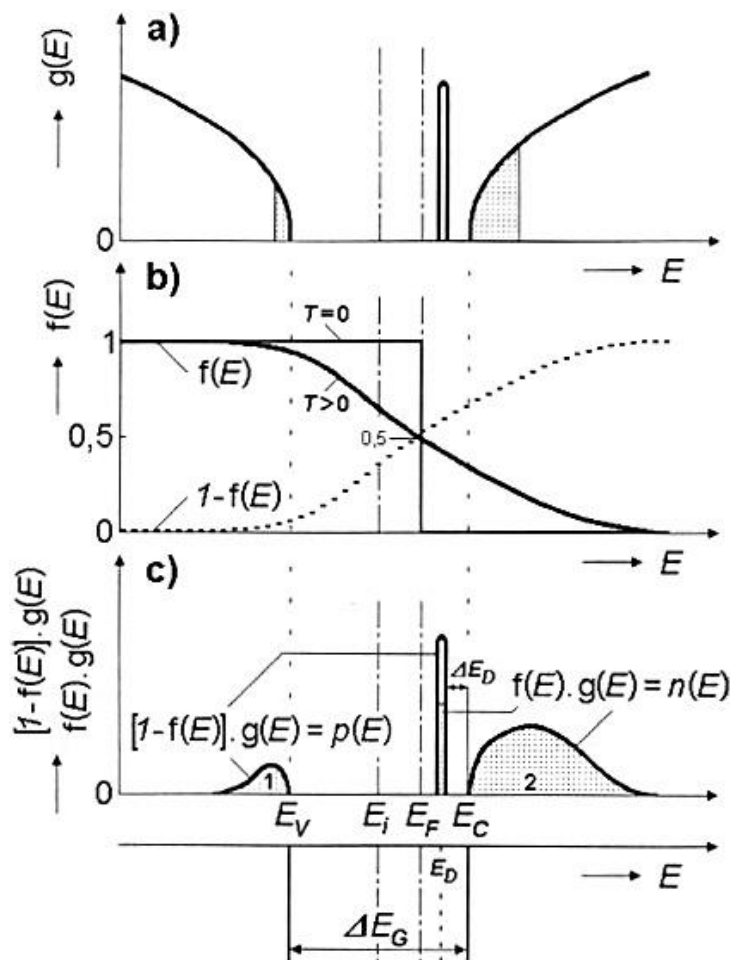 a)
g(E)
0
E
b)
f(E)
T=0
1
f(E)
T>0
0,5
0,5
1-f(E)
0
E
c)
[1-f(E)].g(E)
f(E).g(E)
ΔE_D
f(E).g(E)=n(E)
[1-f(E)].g(E)=p(E)
1
2
0
E_V E_i E_F E_C
E_D
E
ΔE_G